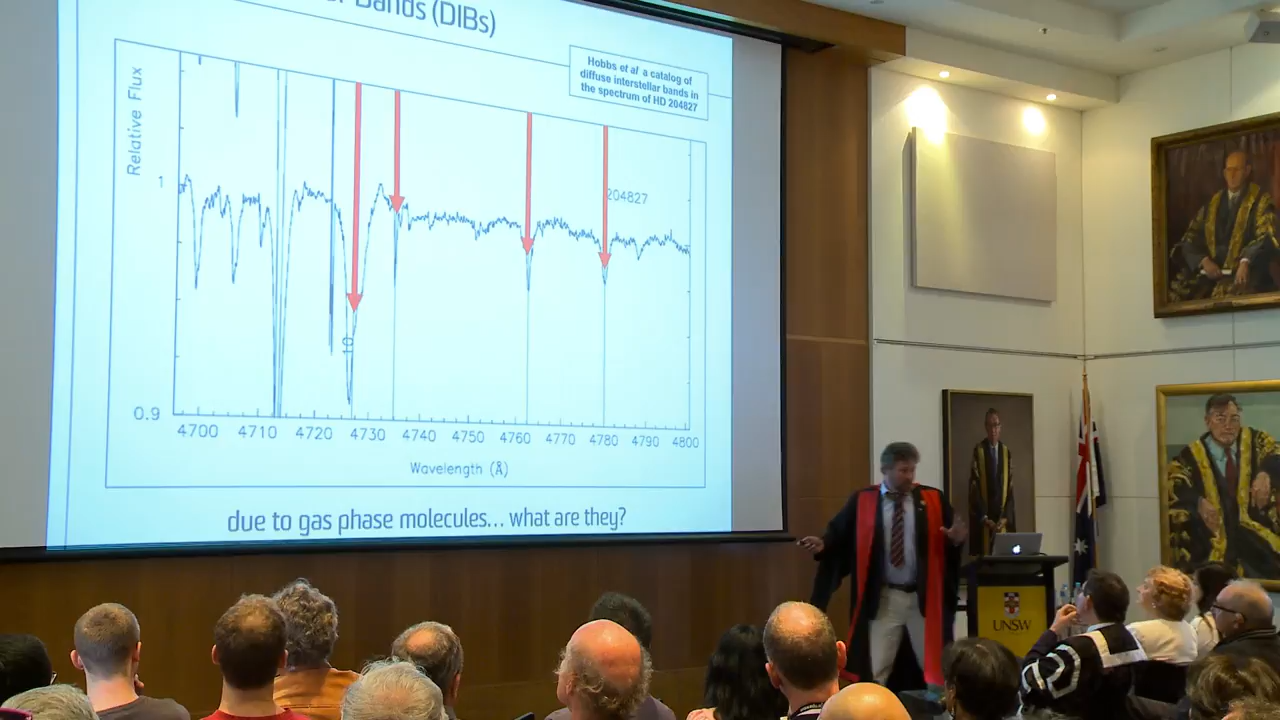 Bands (DIBs)
Hobbs et al a catalog of
diffuse interstellar bands in
the spectrum of HD 204827
Relative Flux
1
204827
10
0.9
4700 4710 4720 4730 4740 4750 4760 4770 4780 4790 4800
Wavelength (Å)
due to gas phase molecules... what are they?
UNSW